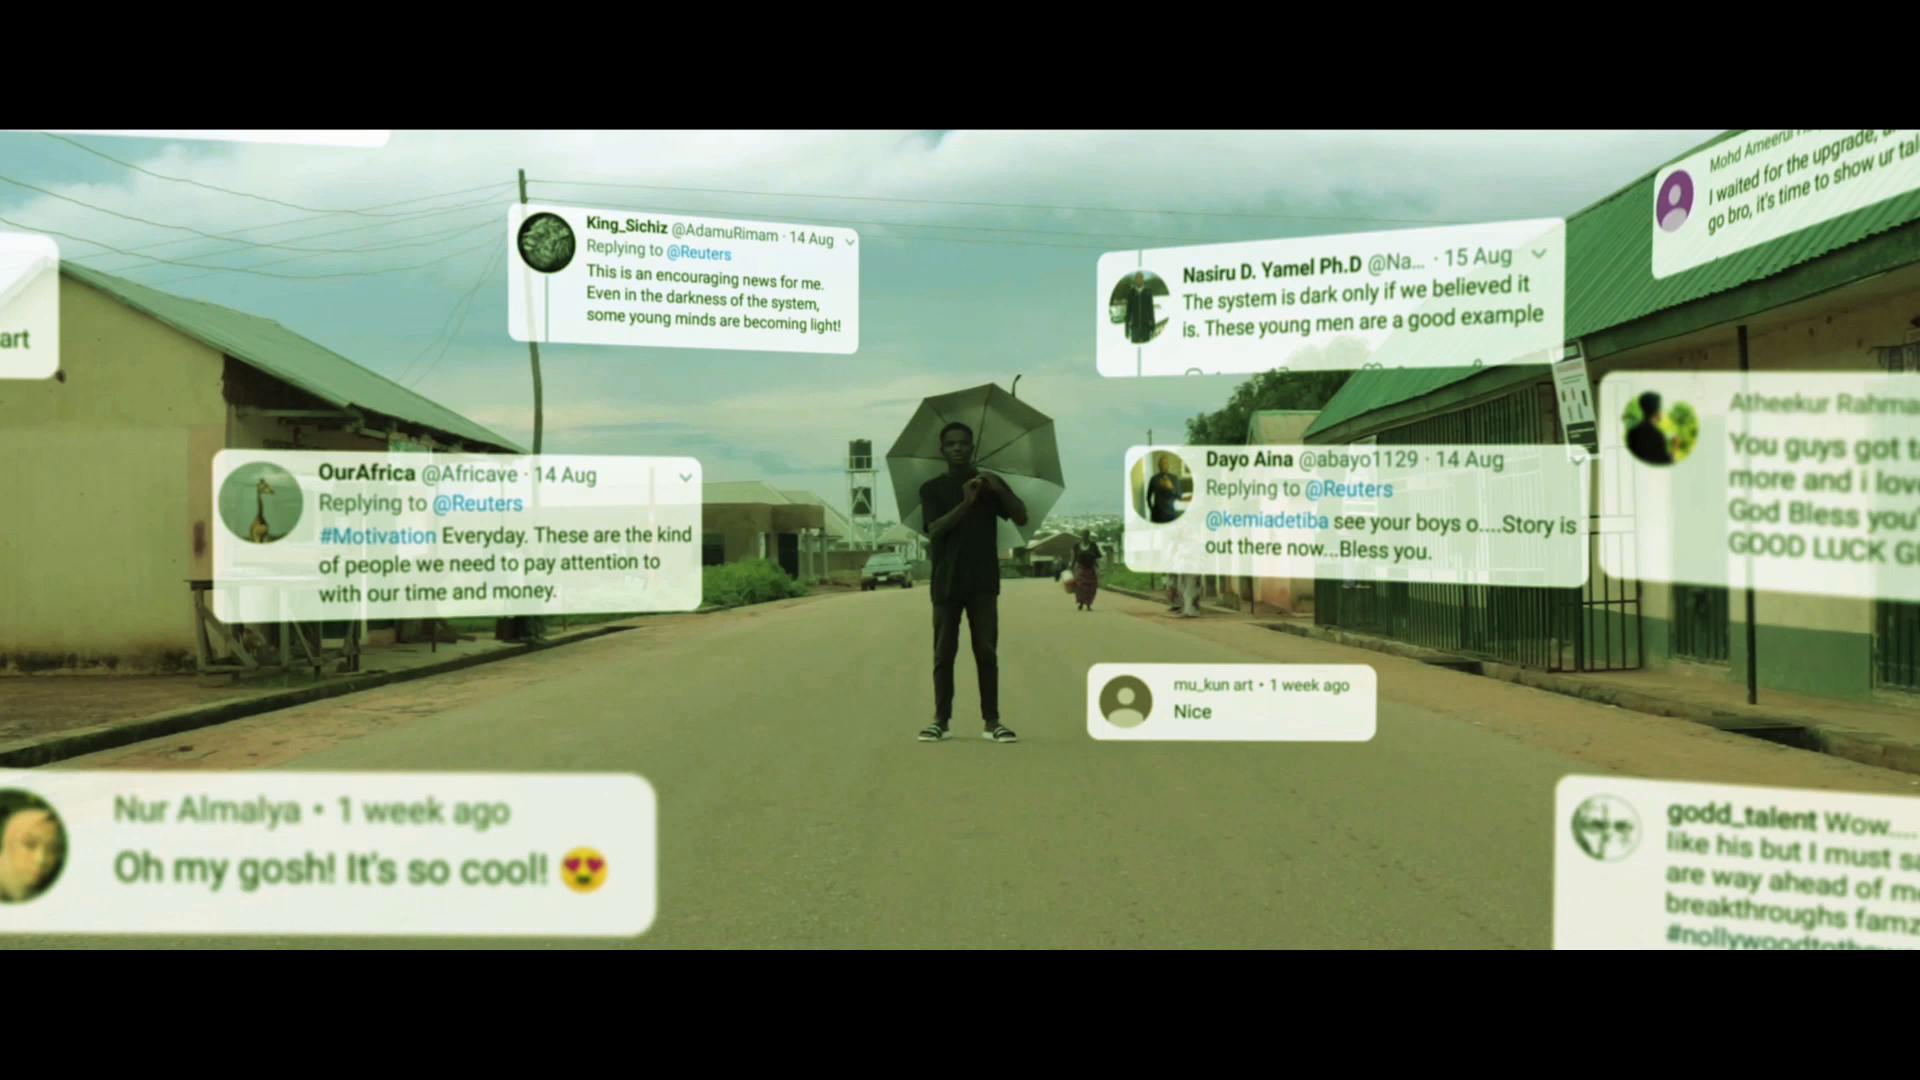 King_Sichiz @AdamuRimam · 14 Aug
Replying to @Reuters
This is an encouraging news for me.
Even in the darkness of the system,
some young minds are becoming light!
Nasiru D. Yamel Ph.D @Na... · 15 Aug
The system is dark only if we believed it
is. These young men are a good example
Mohd
I waited for the upgrade,
go bro, it's time to show ur
art
OurAfrica @Africave · 14 Aug
Replying to @Reuters
#Motivation Everyday. These are the kind
of people we need to pay attention to
with our time and money.
Dayo Aina @abayo1129 · 14 Aug
Replying to @Reuters
@kemiadetiba see your boys o....Story is
out there now...Bless you.
Atheekur
You guys got
more and i
God Bless
GOOD LUCK
mu_kun art • 1 week ago
Nice
Nur Almalya • 1 week ago
Oh my gosh! It's so cool! 😍
godd_talent Wow....
like his but I must
are way ahead of
breakthroughs